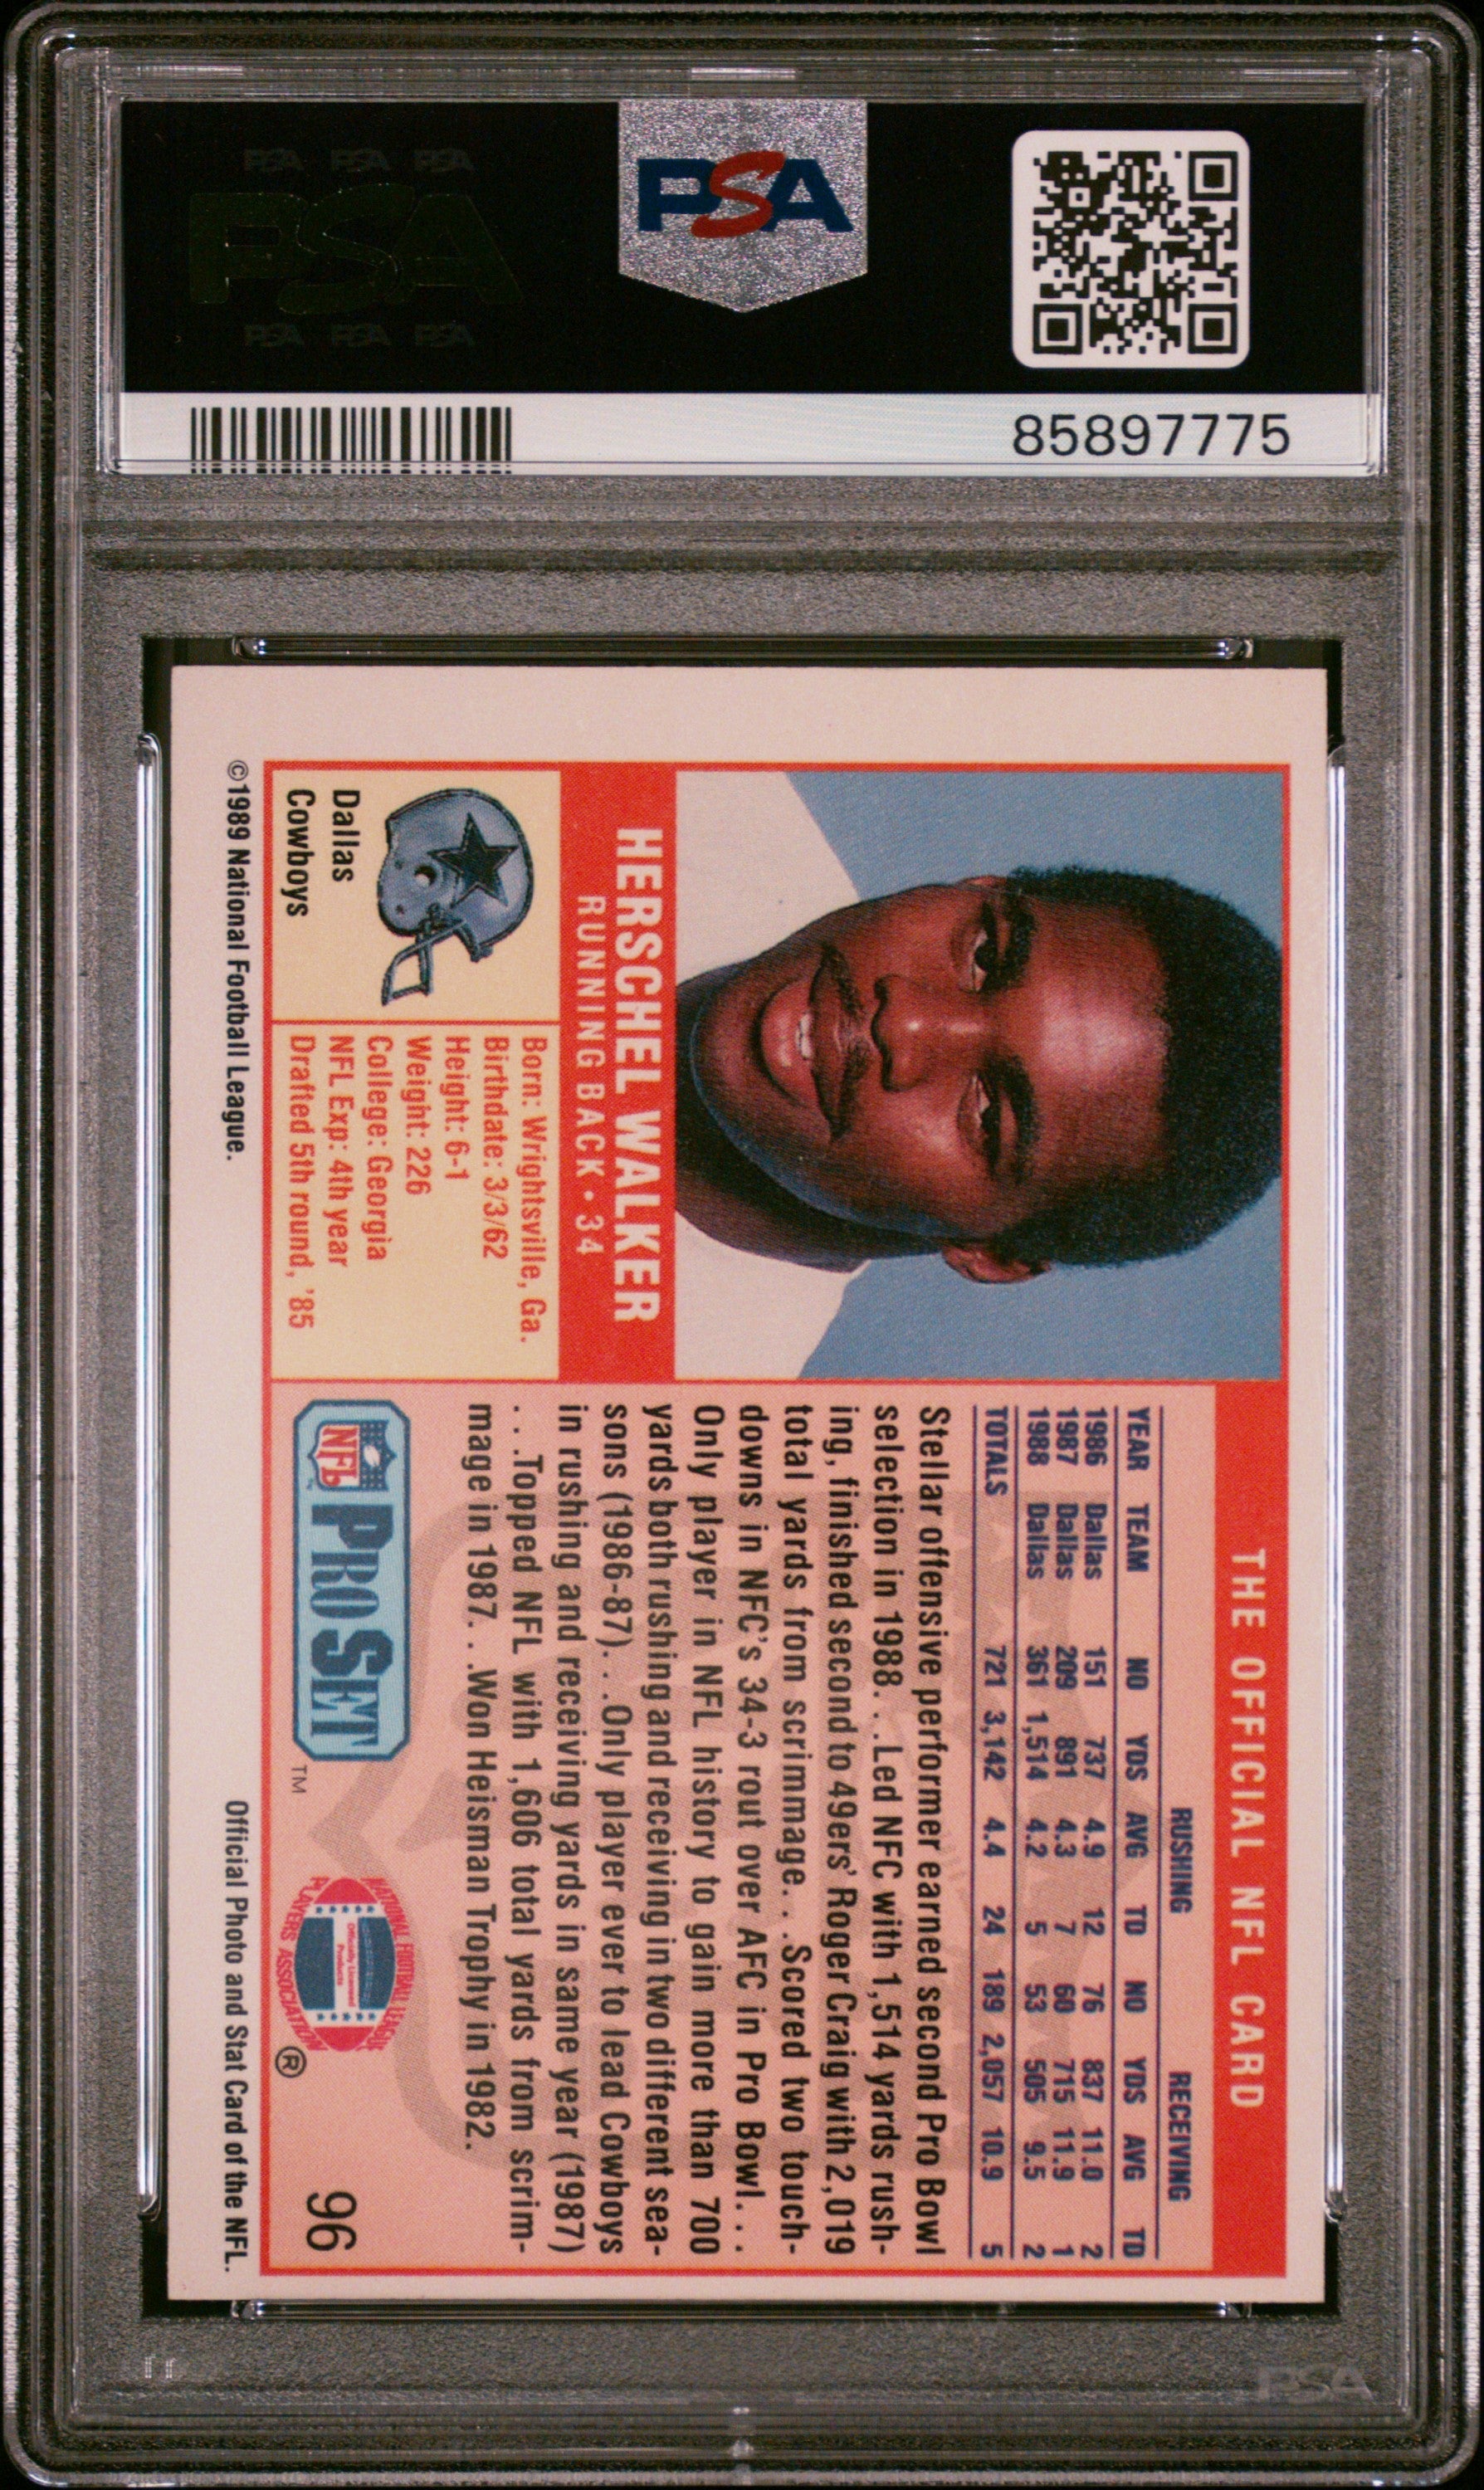 PSA PSA PSA
PSA
PSA PSA PSA
PSA
85897775
THE OFFICIAL NFL CARD
HERSCHEL WALKER
RUNNING BACK • 34
Dallas
Cowboys
Born: Wrightsville, Ga.
Birthdate: 3/3/62
Height: 6-1
Weight: 226
College: Georgia
NFL Exp: 4th year
Drafted 5th round, '85
RUSHING RECEIVING
YEAR TEAM NO YDS AVG TD NO YDS AVG TD
1986 Dallas 151 737 4.9 12 76 837 11.0 2
1987 Dallas 209 891 4.3 7 60 715 11.9 1
1988 Dallas 361 1,514 4.2 5 53 505 9.5 2
TOTALS 721 3,142 4.4 24 189 2,057 10.9 5
Stellar offensive performer earned second Pro Bowl
selection in 1988. . .Led NFC with 1,514 yards rush-
ing, finished second to 49ers' Roger Craig with 2,019
total yards from scrimmage. . .Scored two touch-
downs in NFC's 34-3 rout over AFC in Pro Bowl. . .
Only player in NFL history to gain more than 700
yards both rushing and receiving in two different sea-
sons (1986-87). . .Only player ever to lead Cowboys
in rushing and receiving yards in same year (1987)
. . .Topped NFL with 1,606 total yards from scrim-
mage in 1987. . .Won Heisman Trophy in 1982.
NFL PRO SET TM
NATIONAL FOOTBALL LEAGUE
Officially Licensed
Products
PLAYERS ASSOCIATION ®
96
©1989 National Football League.
Official Photo and Stat Card of the NFL.
PSA